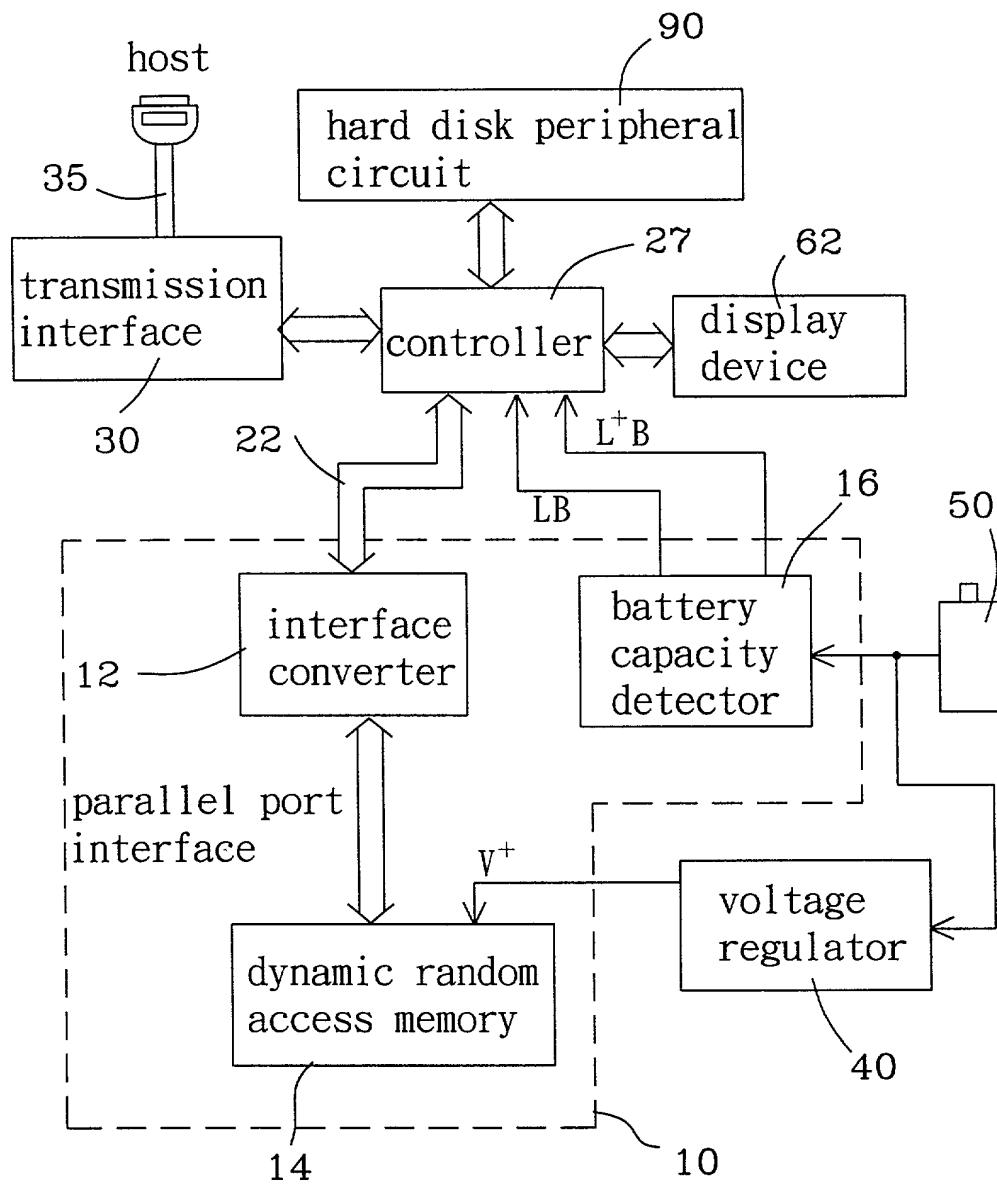 host
90
hard disk peripheral
circuit
35
27
62
transmission
interface
controller
display
device
30
22
L⁺B
LB
16
50
interface
converter
12
battery
capacity
detector
parallel port
interface
V⁺
voltage
regulator
dynamic random
access memory
40
14
10